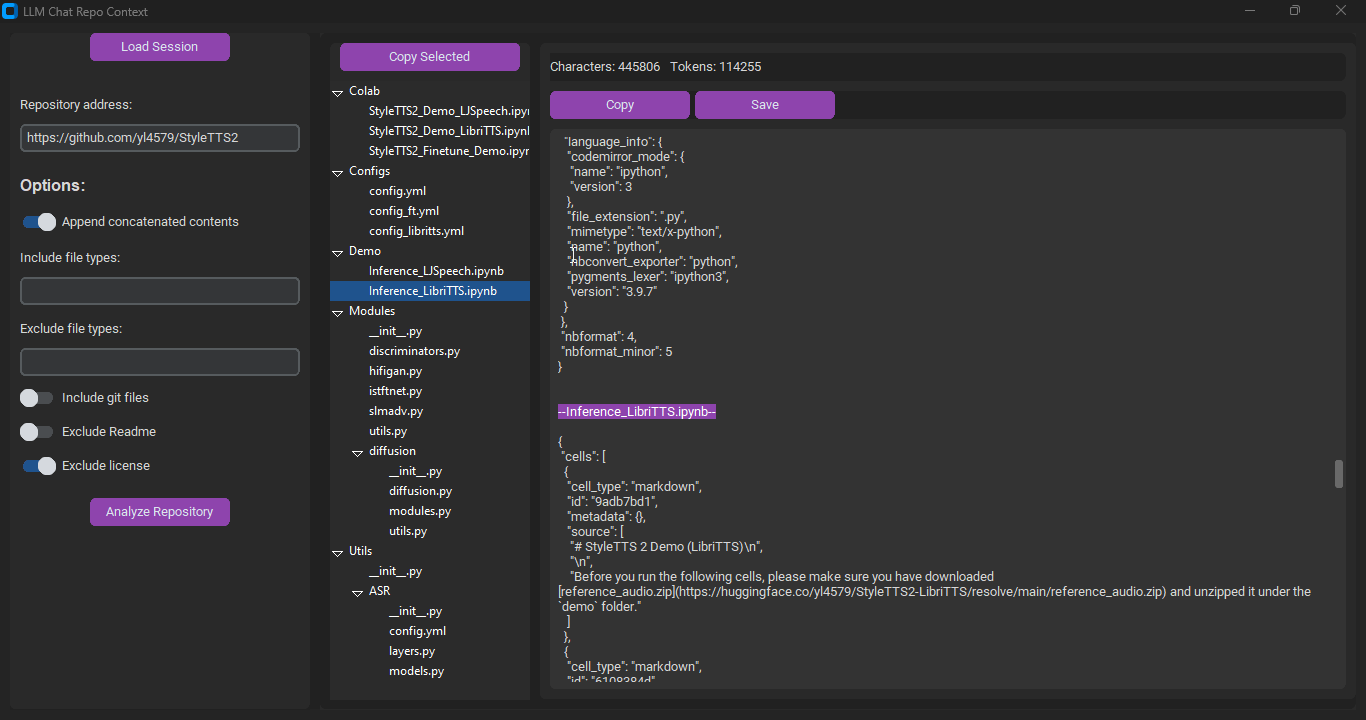 LLM Chat Repo Context
Load Session
Repository address:
https://github.com/yl4579/StyleTTS2
Options:
Append concatenated contents
Include file types:
Exclude file types:
Include git files
Exclude Readme
Exclude license
Analyze Repository
Copy Selected
Colab
StyleTTS2_Demo_LJSpeech.ipy
StyleTTS2_Demo_LibriTTS.ipyn
StyleTTS2_Finetune_Demo.ipy
Configs
config.yml
config_ft.yml
config_libritts.yml
Demo
Inference_LJSpeech.ipynb
Inference_LibriTTS.ipynb
Modules
__init__.py
discriminators.py
hifigan.py
istftnet.py
slmadv.py
utils.py
diffusion
__init__.py
diffusion.py
modules.py
utils.py
Utils
__init__.py
ASR
__init__.py
config.yml
layers.py
models.py
Characters: 445806 Tokens: 114255
Copy Save
"language_info": {
"codemirror_mode": {
"name": "ipython",
"version": 3
},
"file_extension": ".py",
"mimetype": "text/x-python",
"name": "python",
"nbconvert_exporter": "python",
"pygments_lexer": "ipython3",
"version": "3.9.7"
}
},
"nbformat": 4,
"nbformat_minor": 5
}
--Inference_LibriTTS.ipynb--
{
"cells": [
{
"cell_type": "markdown",
"id": "9adb7bd1",
"metadata": {},
"source": [
"# StyleTTS 2 Demo (LibriTTS)\n",
"\n",
"Before you run the following cells, please make sure you have downloaded
[reference_audio.zip](https://huggingface.co/yl4579/StyleTTS2-LibriTTS/resolve/main/reference_audio.zip) and unzipped it under the
`demo` folder."
]
},
{
"cell_type": "markdown",
"id": "6108384d"